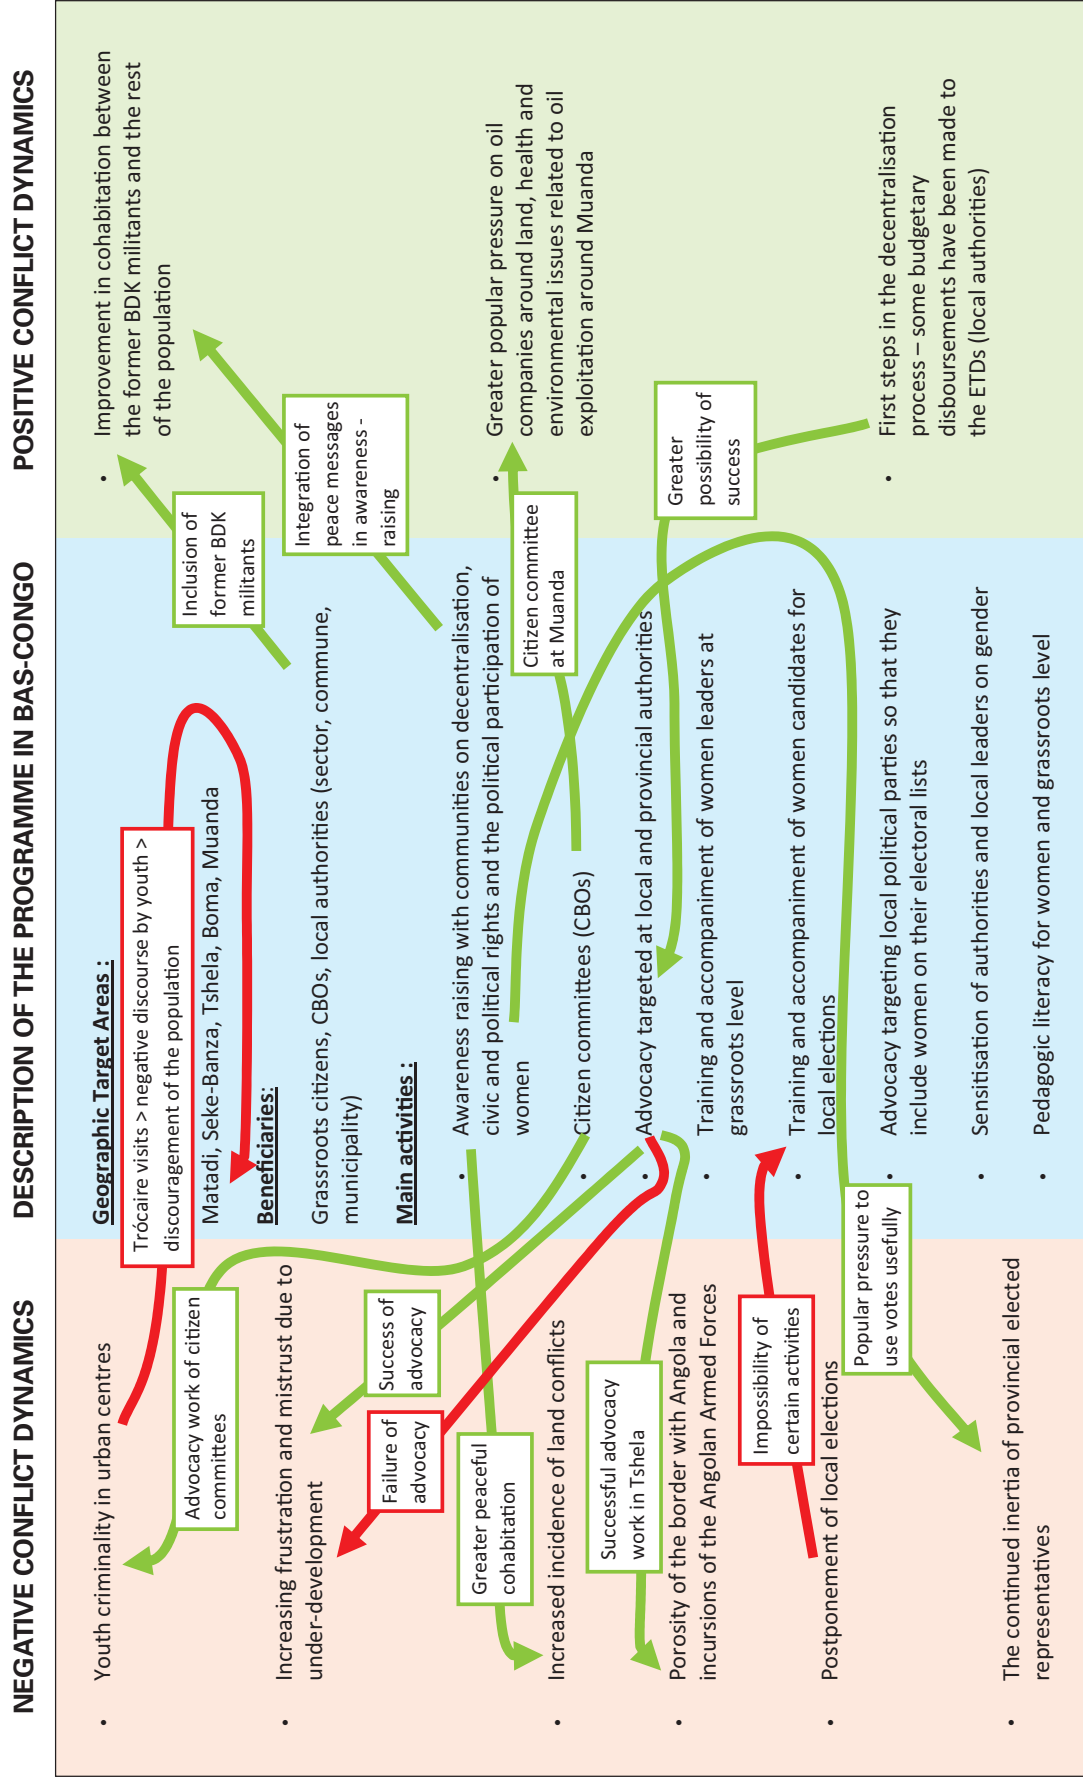 NEGATIVE CONFLICT DYNAMICS
DESCRIPTION OF THE PROGRAMME IN BAS-CONGO
POSITIVE CONFLICT DYNAMICS
• Youth criminality in urban centres
Advocacy work of citizen
committees
• Increasing frustration and mistrust due to
under-development
Success of
advocacy
Failure of
advocacy
Greater peaceful
cohabitation
• Increased incidence of land conflicts
Successful advocacy
work in Tshela
• Porosity of the border with Angola and
incursions of the Angolan Armed Forces
Impossibility of
certain activities
• Postponement of local elections
Popular pressure to
use votes usefully
• The continued inertia of provincial elected
representatives
Geographic Target Areas :
Trócaire visits > negative discourse by youth >
discouragement of the population
Matadi, Seke-Banza, Tshela, Boma, Muanda
Beneficiaries:
Grassroots citizens, CBOs, local authorities (sector, commune,
municipality)
Main activities :
• Awareness raising with communities on decentralisation,
civic and political rights and the political participation of
women
• Citizen committees (CBOs)
• Advocacy targeted at local and provincial authorities
• Training and accompaniment of women leaders at
grassroots level
• Training and accompaniment of women candidates for
local elections
• Advocacy targeting local political parties so that they
include women on their electoral lists
• Sensitisation of authorities and local leaders on gender
• Pedagogic literacy for women and grassroots level
• Improvement in cohabitation between
the former BDK militants and the rest
of the population
Inclusion of
former BDK
militants
Integration of
peace messages
in awareness -
raising
• Greater popular pressure on oil
companies around land, health and
environmental issues related to oil
exploitation around Muanda
Citizen committee
at Muanda
Greater
possibility of
success
• First steps in the decentralisation
process – some budgetary
disboursements have been made to
the ETDs (local authorities)